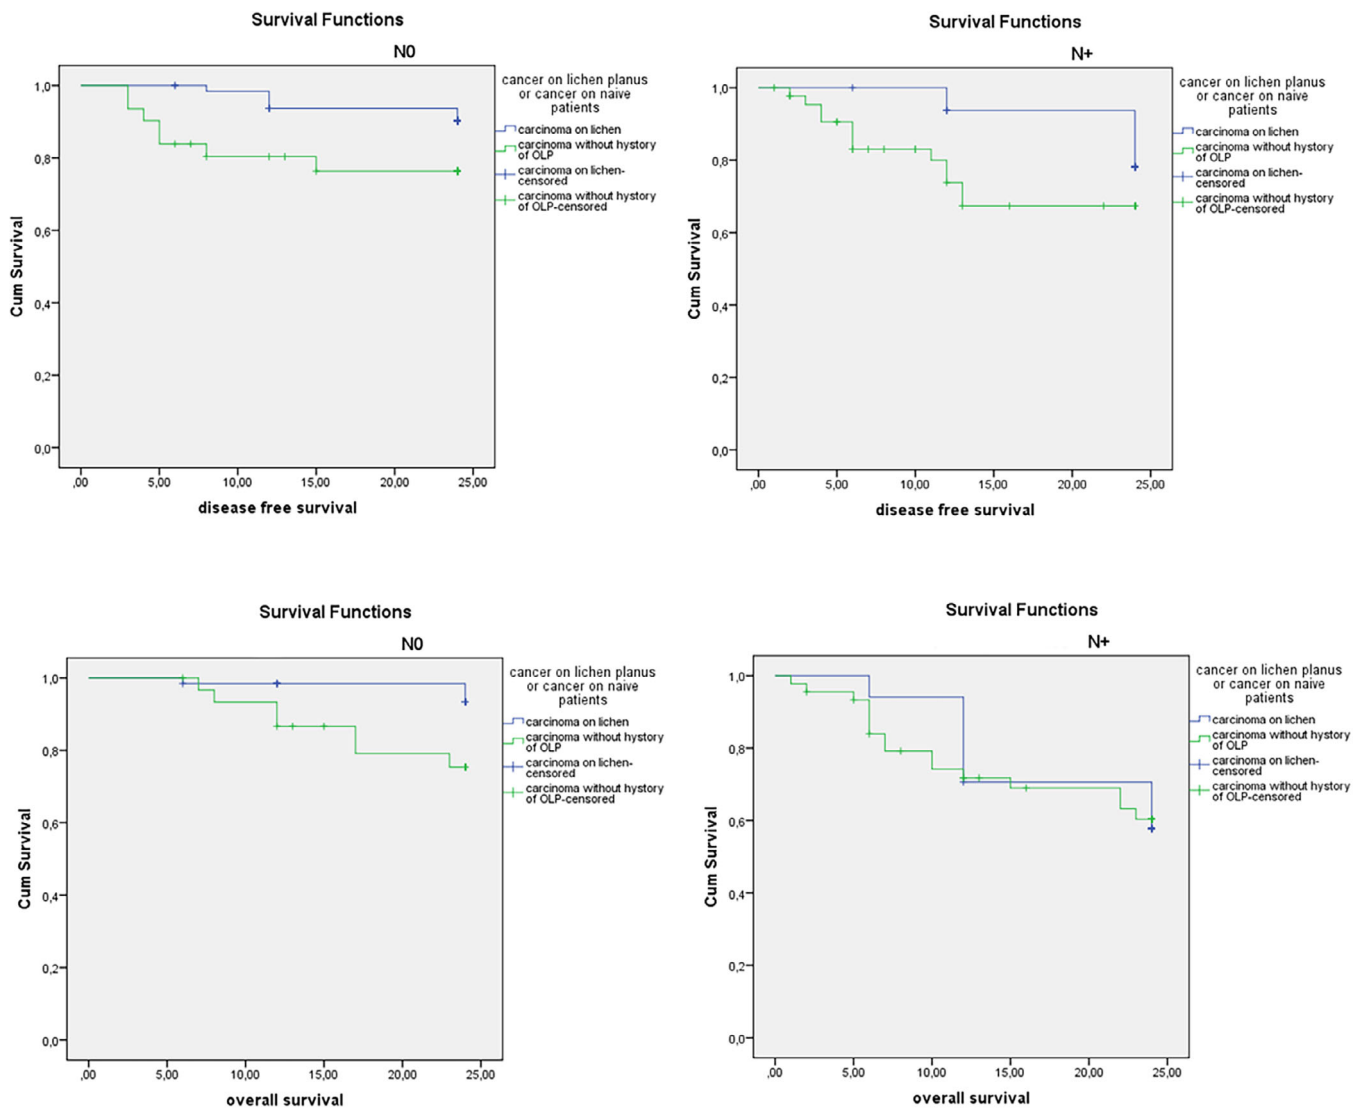 Survival Functions
N0
cancer on lichen planus
or cancer on naive
patients
carcinoma on lichen
carcinoma without hystory
of OLP
carcinoma on lichen-
censored
carcinoma without hystory
of OLP-censored
Cum Survival
1,0
0,8
0,6
0,4
0,2
0,0
,00 5,00 10,00 15,00 20,00 25,00
disease free survival
Survival Functions
N+
cancer on lichen planus
or cancer on naive
patients
carcinoma on lichen
carcinoma without hystory
of OLP
carcinoma on lichen-
censored
carcinoma without hystory
of OLP-censored
Cum Survival
1,0
0,8
0,6
0,4
0,2
0,0
,00 5,00 10,00 15,00 20,00 25,00
disease free survival
Survival Functions
N0
cancer on lichen planus
or cancer on naive
patients
carcinoma on lichen
carcinoma without hystory
of OLP
carcinoma on lichen-
censored
carcinoma without hystory
of OLP-censored
Cum Survival
1,0
0,8
0,6
0,4
0,2
0,0
,00 5,00 10,00 15,00 20,00 25,00
overall survival
Survival Functions
N+
cancer on lichen planus
or cancer on naive
patients
carcinoma on lichen
carcinoma without hystory
of OLP
carcinoma on lichen-
censored
carcinoma without hystory
of OLP-censored
Cum Survival
1,0
0,8
0,6
0,4
0,2
0,0
,00 5,00 10,00 15,00 20,00 25,00
overall survival